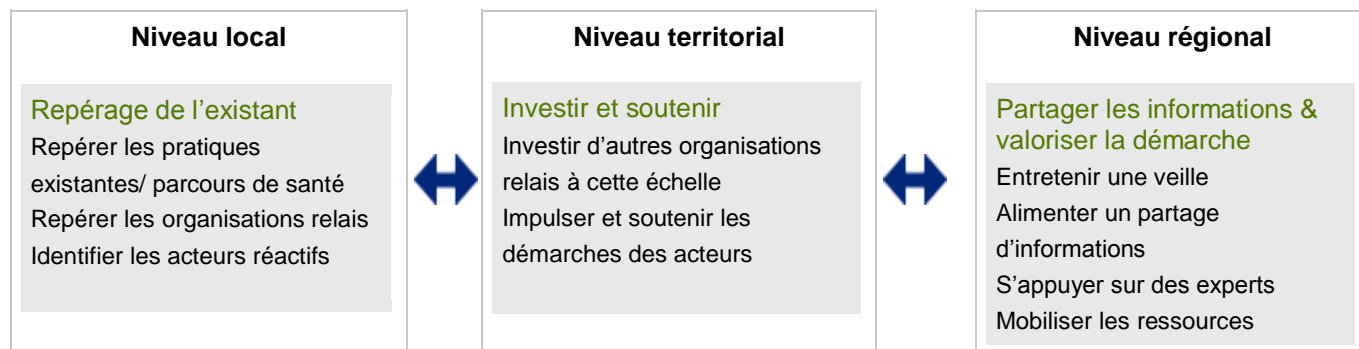 Niveau local
Repérage de l’existant
Repérer les pratiques
existantes/ parcours de santé
Repérer les organisations relais
Identifier les acteurs réactifs
Niveau territorial
Investir et soutenir
Investir d’autres organisations
relais à cette échelle
Impulser et soutenir les
démarches des acteurs
Niveau régional
Partager les informations &
valoriser la démarche
Entretenir une veille
Alimenter un partage
d’informations
S’appuyer sur des experts
Mobiliser les ressources